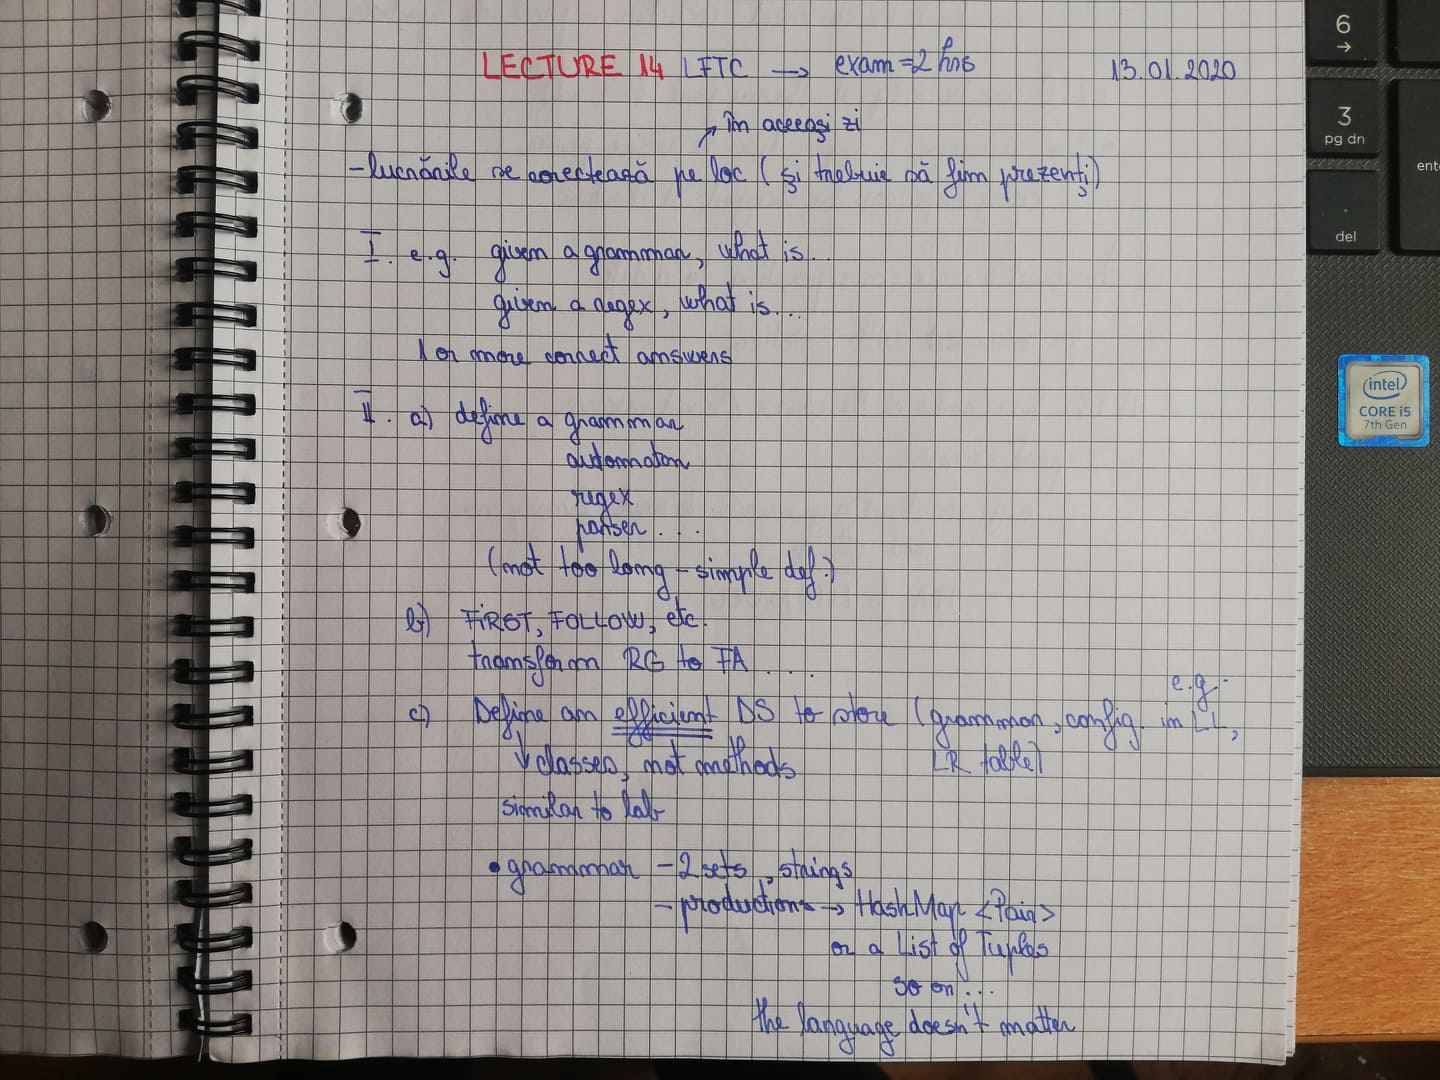 LECTURE 14 LFTC → exam = 2 hrs 13.01.2020
în aceeași zi
- lucrările se corectează pe loc (și trebuie să fim prezenți)
I. e.g. given a grammar, what is...
given a regex, what is...
1 or more correct answers
II. a) define a grammar
automaton
regex
parser ....
(not too long - simple def.)
b) FIRST, FOLLOW, etc.
transform RG to FA ....
e.g.
c) Define an efficient DS to store (grammar, config. in LL,
↓ classes, not methods LR table)
similar to lab
• grammar - 2 sets, strings
- productions → HashMap <Pair>
or a List of Tuples
so on ...
the language doesn't matter
6
→
3
pg dn
ente
.
del
intel
CORE i5
7th Gen